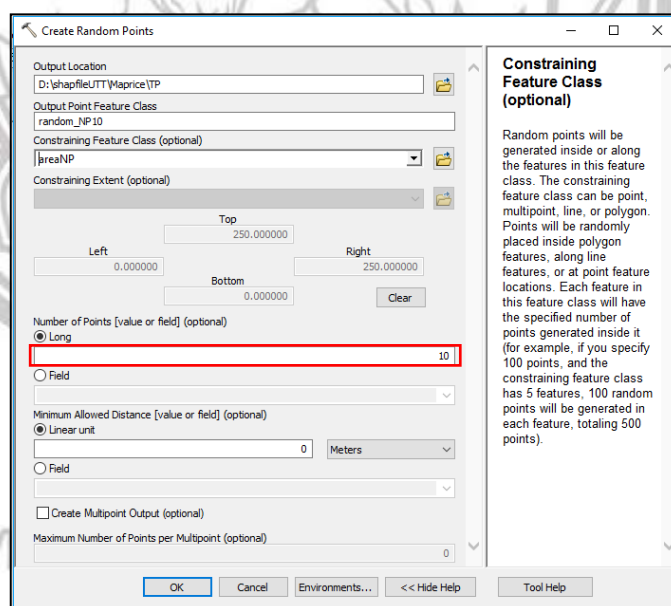 Create Random Points
Output Location
D:\shapfileUTT\Maprice\TP
Output Point Feature Class
random_NP10
Constraining Feature Class (optional)
areaNP
Constraining Extent (optional)
Top
250.000000
Left
Right
0.000000
250.000000
Bottom
0.000000
Clear
Number of Points [value or field] (optional)
Long
10
Field
Minimum Allowed Distance [value or field] (optional)
Linear unit
0
Meters
Field
Create Multipoint Output (optional)
Maximum Number of Points per Multipoint (optional)
0
OK
Cancel
Environments...
<< Hide Help
Tool Help
Constraining
Feature Class
(optional)
Random points will be
generated inside or along
the features in this feature
class. The constraining
feature class can be point,
multipoint, line, or polygon.
Points will be randomly
placed inside polygon
features, along line
features, or at point feature
locations. Each feature in
this feature class will have
the specified number of
points generated inside it
(for example, if you specify
100 points, and the
constraining feature class
has 5 features, 100 random
points will be generated in
each feature, totaling 500
points).